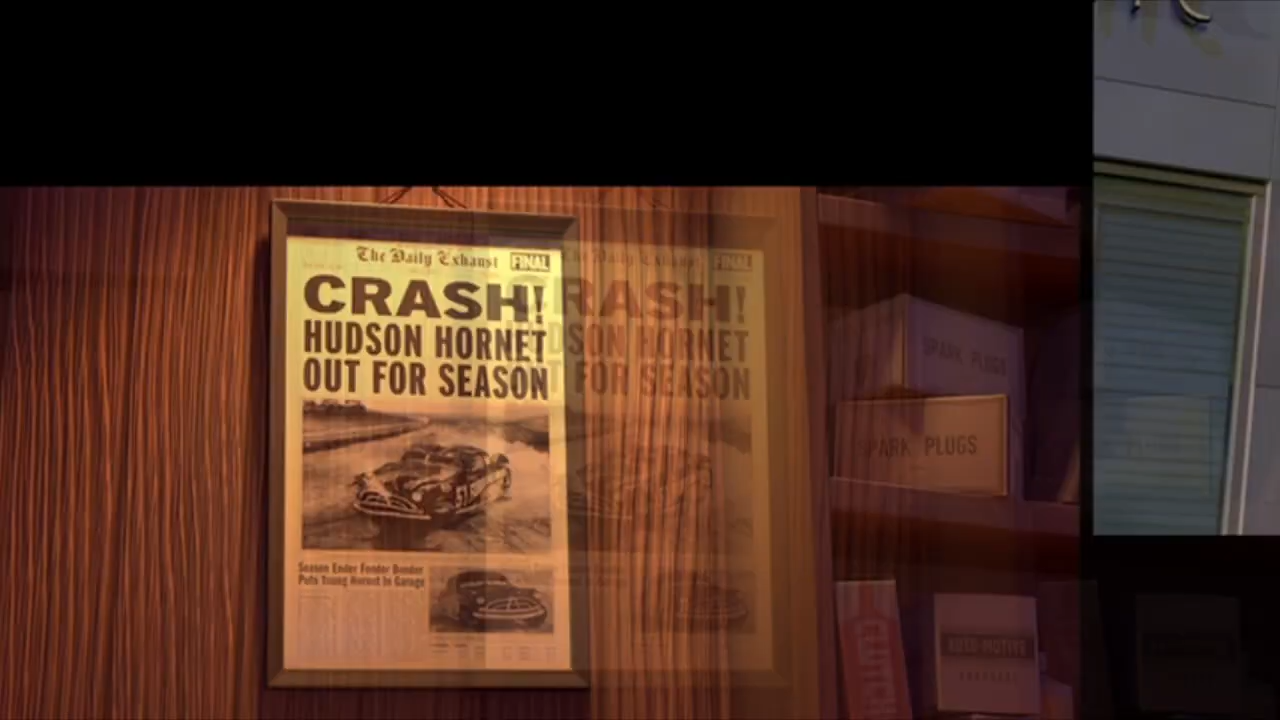 The Daily Exhaust FINAL
CRASH!
HUDSON HORNET
OUT FOR SEASON
Season Ender Fender Bender
Puts Young Hornet In Garage
SPARK PLUGS
SPARK PLUGS
CLUTCH